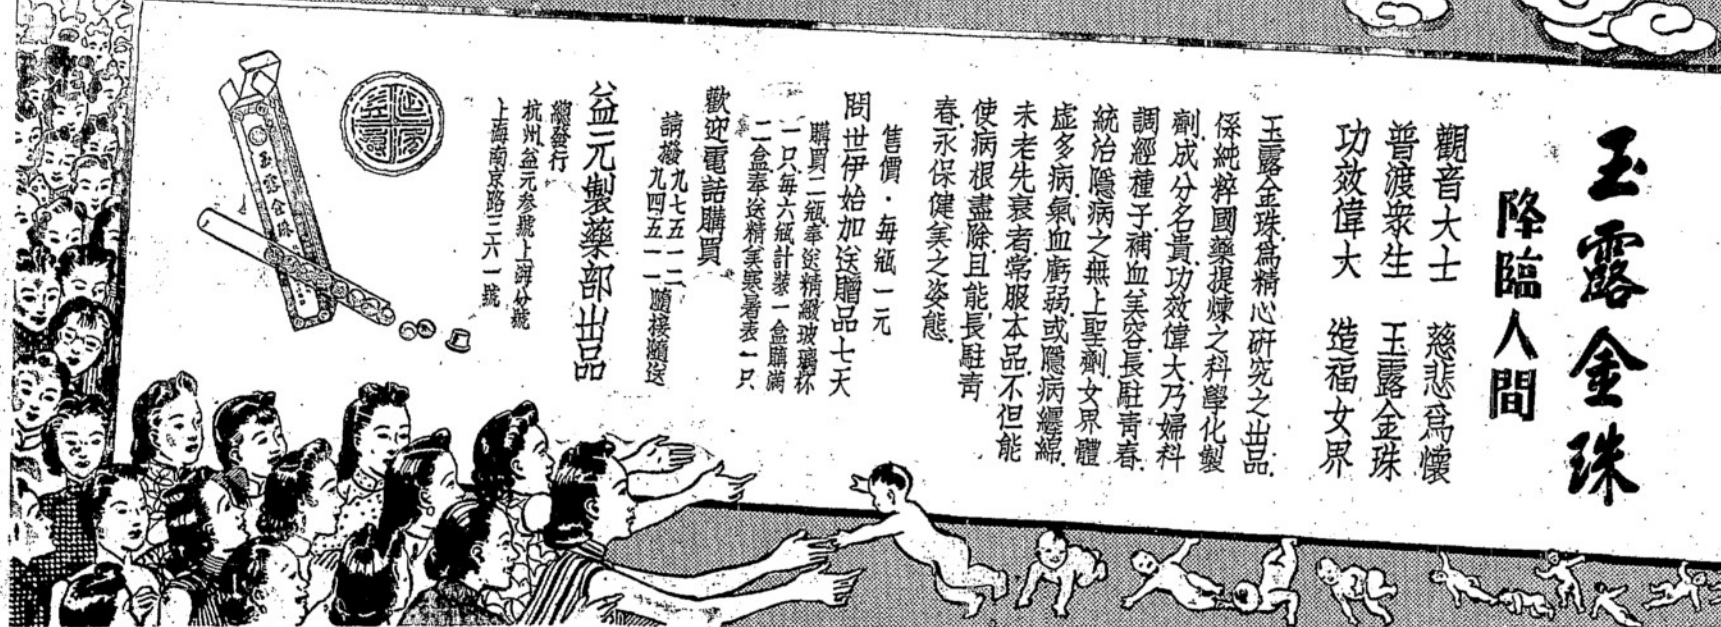 玉露金珠
降臨人間
觀音大士 慈悲爲懷
普渡衆生 玉露金珠
功效偉大 造福女界
玉露金珠爲精心研究之出品.
係純粹國藥提煉之科學化製
劑成分名貴功效偉大乃婦科
調經種子補血美容長駐青春.
統治隱病之無上聖劑.女界體
虛多病.氣血虧弱或隱病纏綿.
未老先衰者常服本品不但能
使病根盡除且能長駐青
春.永保健美之姿態.
售價·每瓶一元
問世伊始加送贈品七天
購買二瓶奉送精緻玻璃杯
一只每六瓶計裝一盒購滿
二盒奉送精美寒暑表一只
歡迎電話購買
請撥 九七五一二 隨接隨送
九四五一一
益元製藥部出品
總發行
杭州益元参號上海分號
上海南京路三六一號
玉露金珠